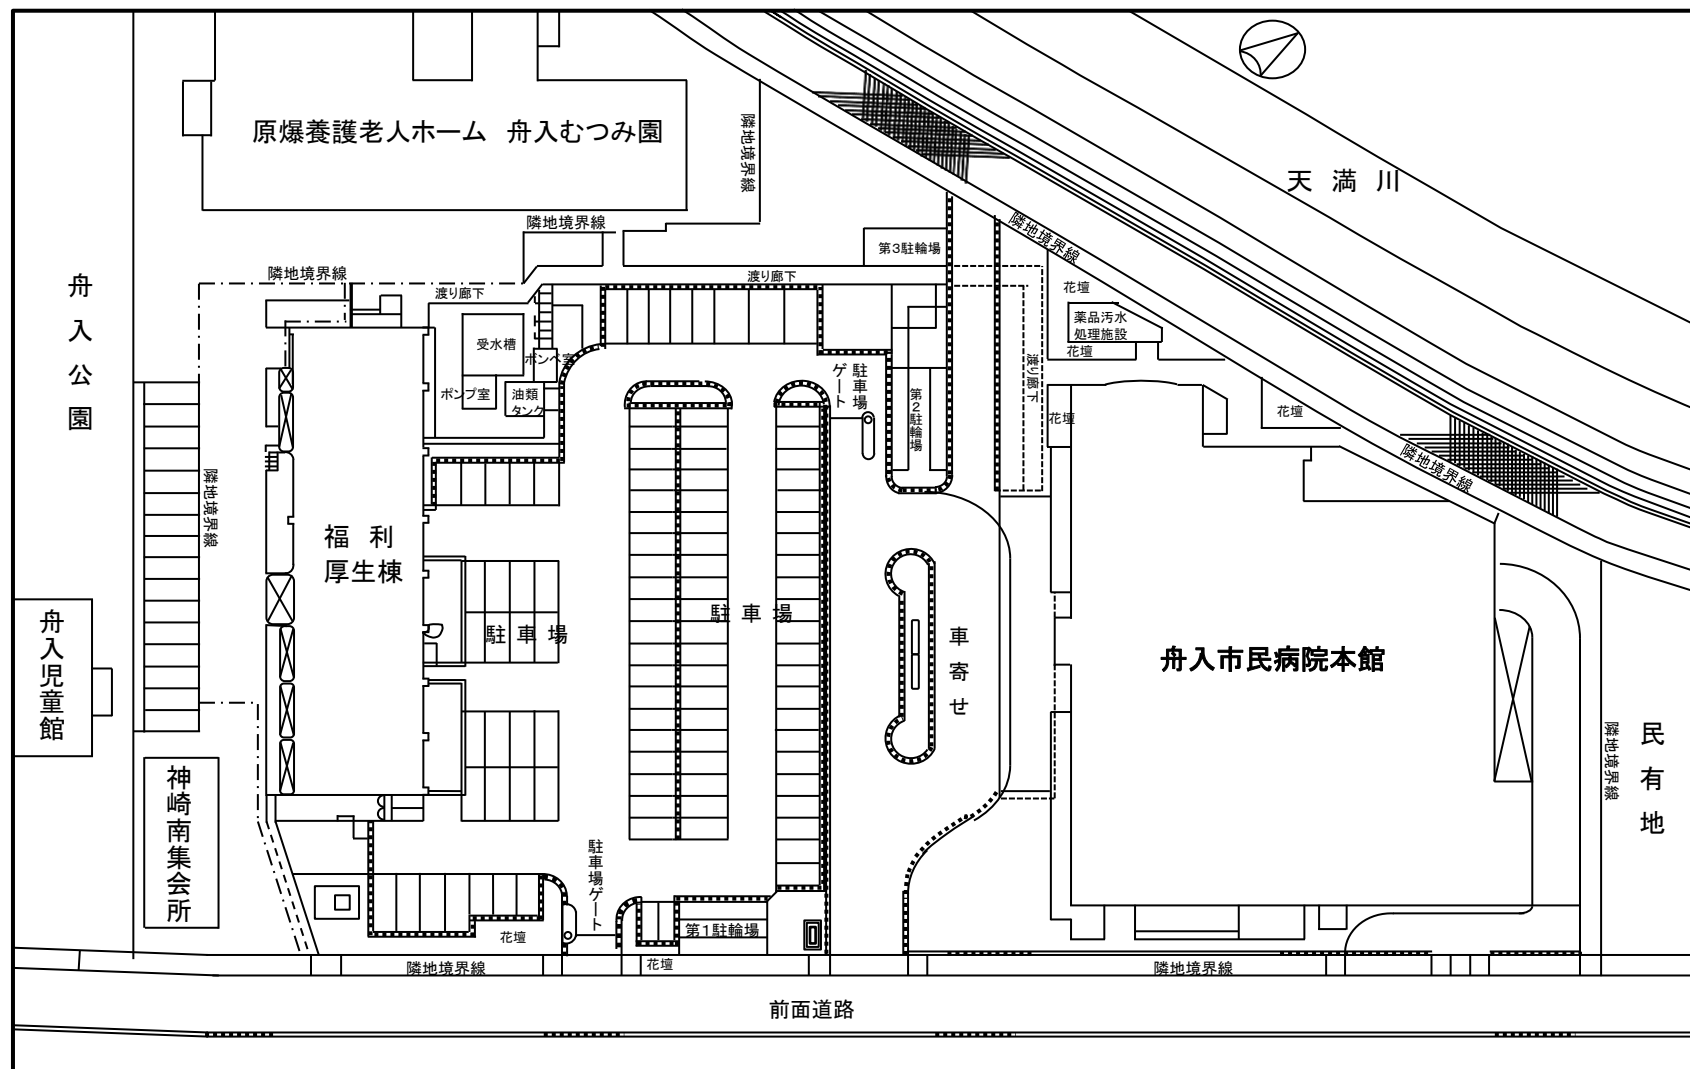 原爆養護老人ホーム 舟入むつみ園
隣地境界線
天満川
隣地境界線
隣地境界線
第3駐輪場
隣地境界線
渡り廊下
渡り廊下
舟入公園
花壇
受水槽
薬品汚水
処理施設
ボンベ室
花壇
渡り廊下
駐車場
ゲート
ポンプ室
油類
タンク
第2駐輪場
花壇
花壇
隣地境界線
隣地境界線
福利
厚生棟
駐車場
駐車場
車寄せ
舟入市民病院本館
舟入児童館
隣地境界線
民有地
神崎南集会所
駐車場ゲート
花壇
第1駐輪場
隣地境界線
花壇
隣地境界線
前面道路